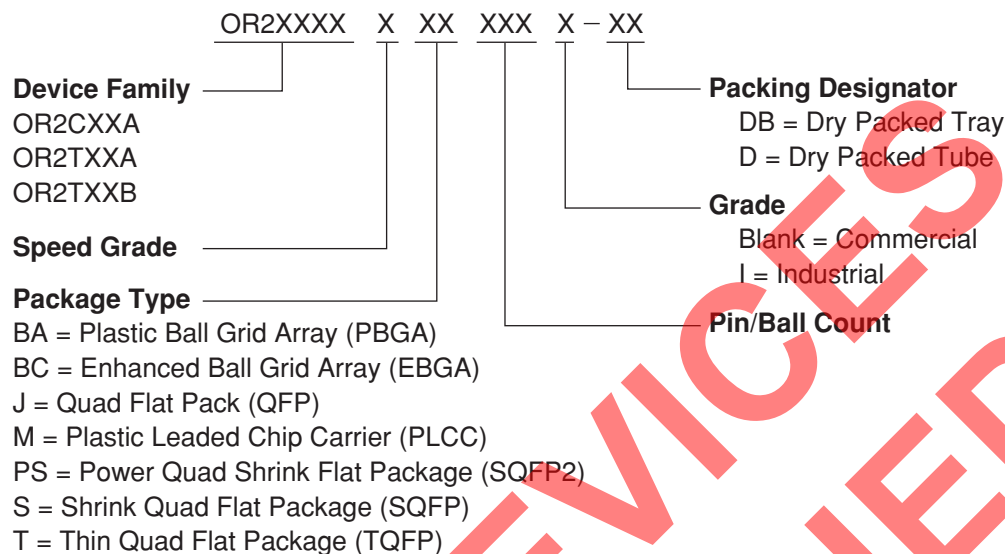 OR2XXXX X XX XXX X – XX
Device Family
OR2CXXA
OR2TXXA
OR2TXXB
Speed Grade
Package Type
BA = Plastic Ball Grid Array (PBGA)
BC = Enhanced Ball Grid Array (EBGA)
J = Quad Flat Pack (QFP)
M = Plastic Leaded Chip Carrier (PLCC)
PS = Power Quad Shrink Flat Package (SQFP2)
S = Shrink Quad Flat Package (SQFP)
T = Thin Quad Flat Package (TQFP)
Packing Designator
DB = Dry Packed Tray
D = Dry Packed Tube
Grade
Blank = Commercial
I = Industrial
Pin/Ball Count